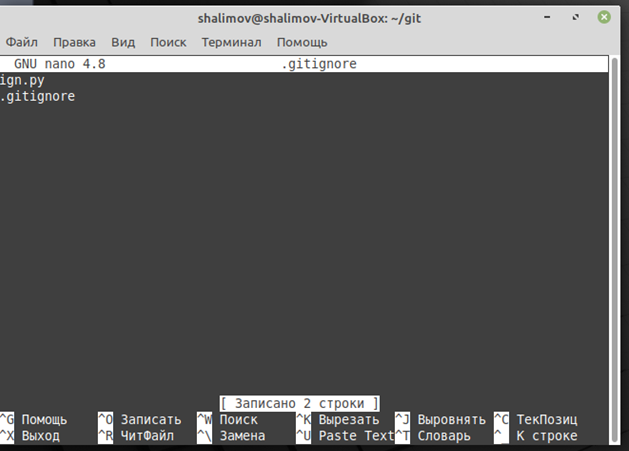 shalimov@shalimov-VirtualBox: ~/git
Файл Правка Вид Поиск Терминал Помощь
GNU nano 4.8 .gitignore
ign.py
.gitignore
[ Записано 2 строки ]
^G Помощь ^O Записать ^W Поиск ^K Вырезать ^J Выровнять ^C ТекПозиц
^X Выход ^R ЧитФайл ^\ Замена ^U Paste Text ^T Словарь ^_ К строке